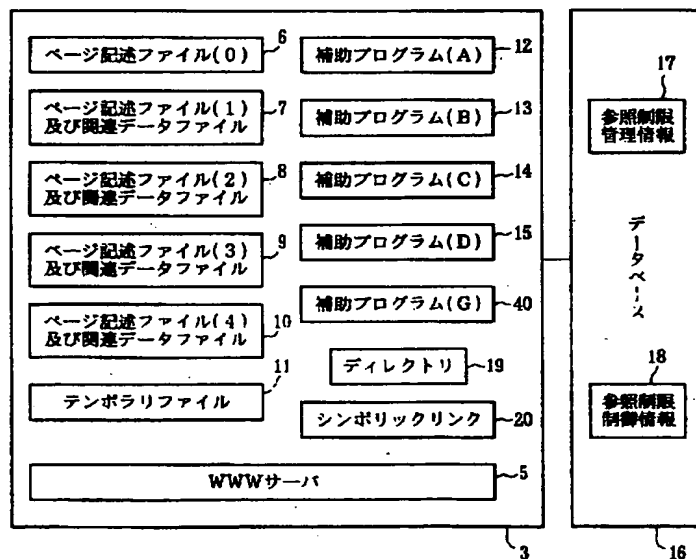 ページ記述ファイル(0)
6
ページ記述ファイル(1)
及び関連データファイル
7
ページ記述ファイル(2)
及び関連データファイル
8
ページ記述ファイル(3)
及び関連データファイル
9
ページ記述ファイル(4)
及び関連データファイル
10
テンポラリファイル
11
補助プログラム(A)
12
補助プログラム(B)
13
補助プログラム(C)
14
補助プログラム(D)
15
補助プログラム(G)
40
ディレクトリ
19
シンボリックリンク
20
WWWサーバ
5
3
17
参照制限
管理情報
データベース
18
参照制限
制御情報
16